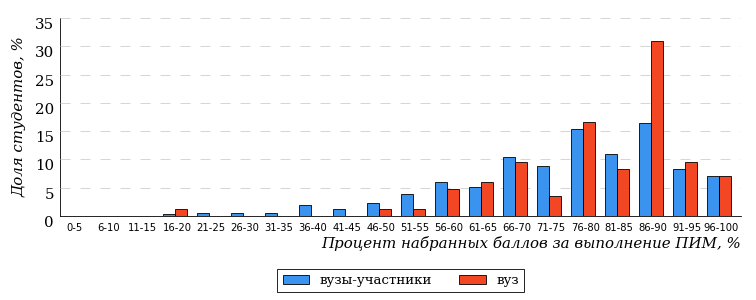 Доля студентов, %
35
30
25
20
15
10
5
0
0-5 6-10 11-15 16-20 21-25 26-30 31-35 36-40 41-45 46-50 51-55 56-60 61-65 66-70 71-75 76-80 81-85 86-90 91-95 96-100
Процент набранных баллов за выполнение ПИМ, %
вузы-участники вуз